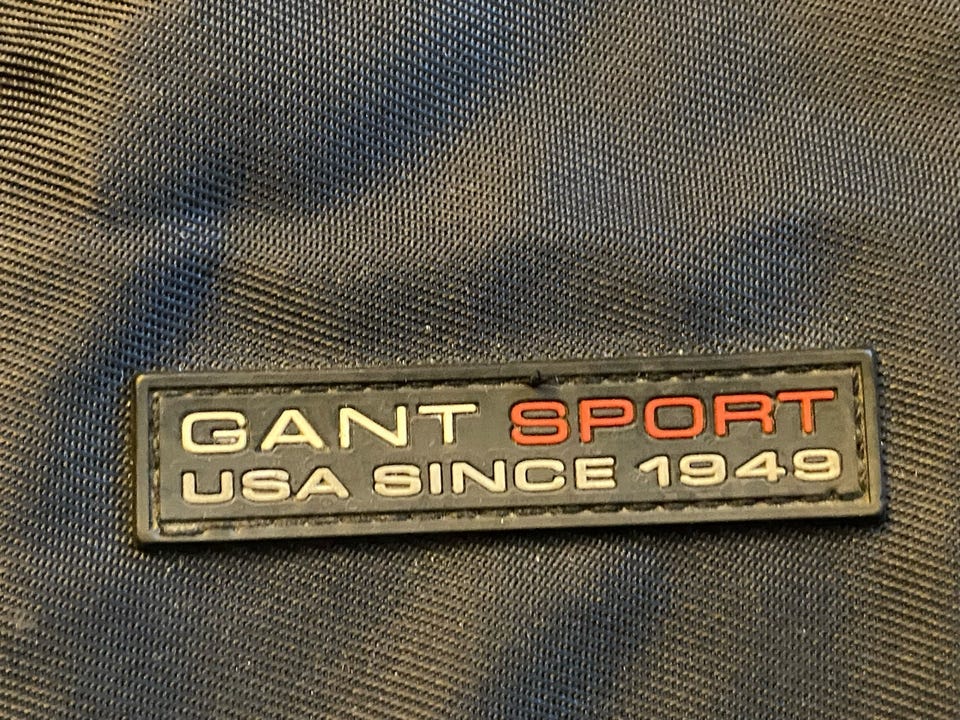 GANT SPORT
USA SINCE 1949